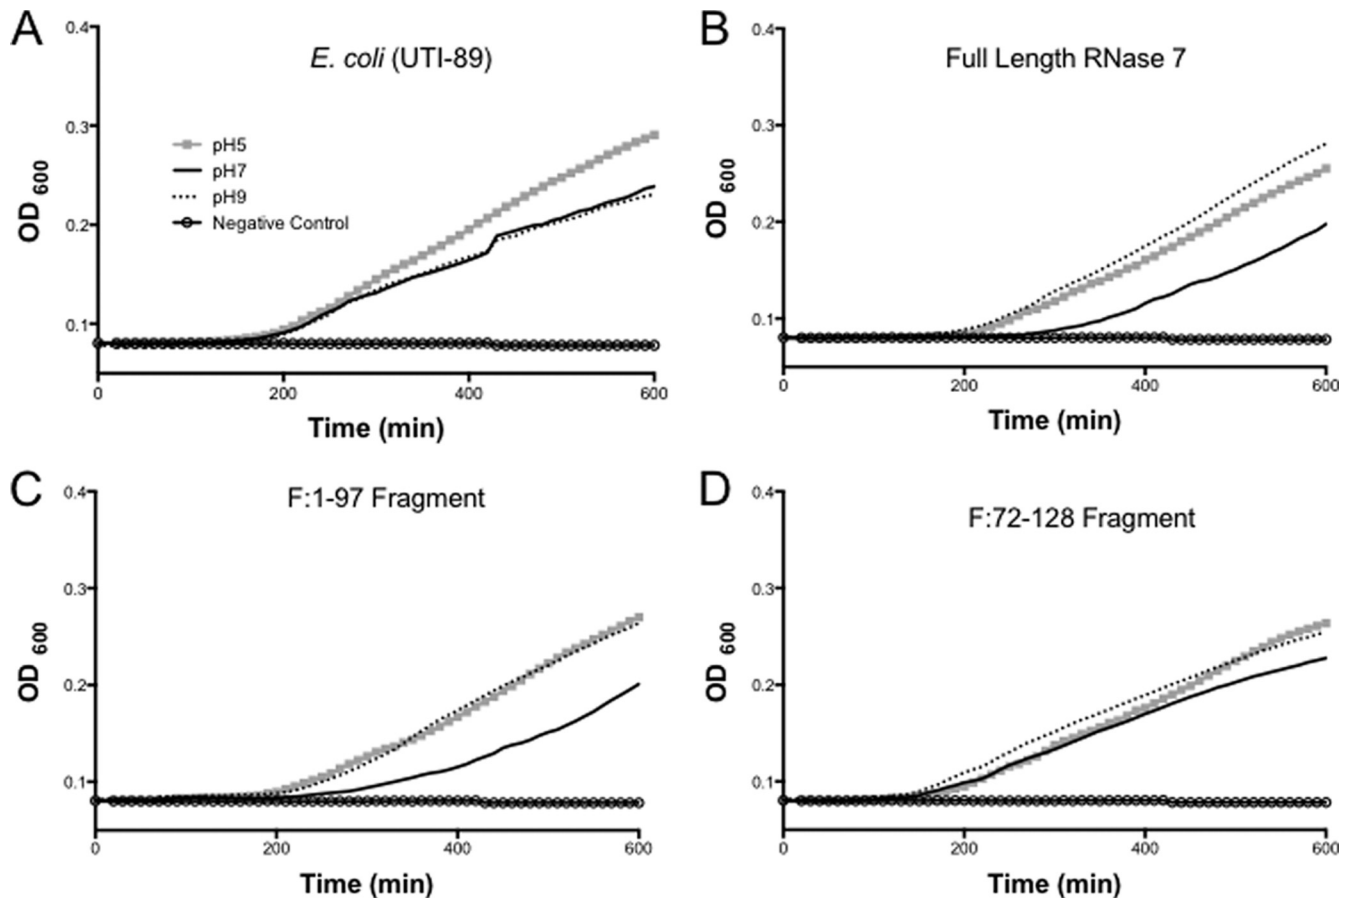 A
E. coli (UTI-89)
0.4
0.3
0.2
0.1
OD 600
pH5
pH7
pH9
Negative Control
0 200 400 600
Time (min)
B
Full Length RNase 7
0.4
0.3
0.2
0.1
OD 600
0 200 400 600
Time (min)
C
F:1-97 Fragment
0.4
0.3
0.2
0.1
OD 600
0 200 400 600
Time (min)
D
F:72-128 Fragment
0.4
0.3
0.2
0.1
OD 600
0 200 400 600
Time (min)